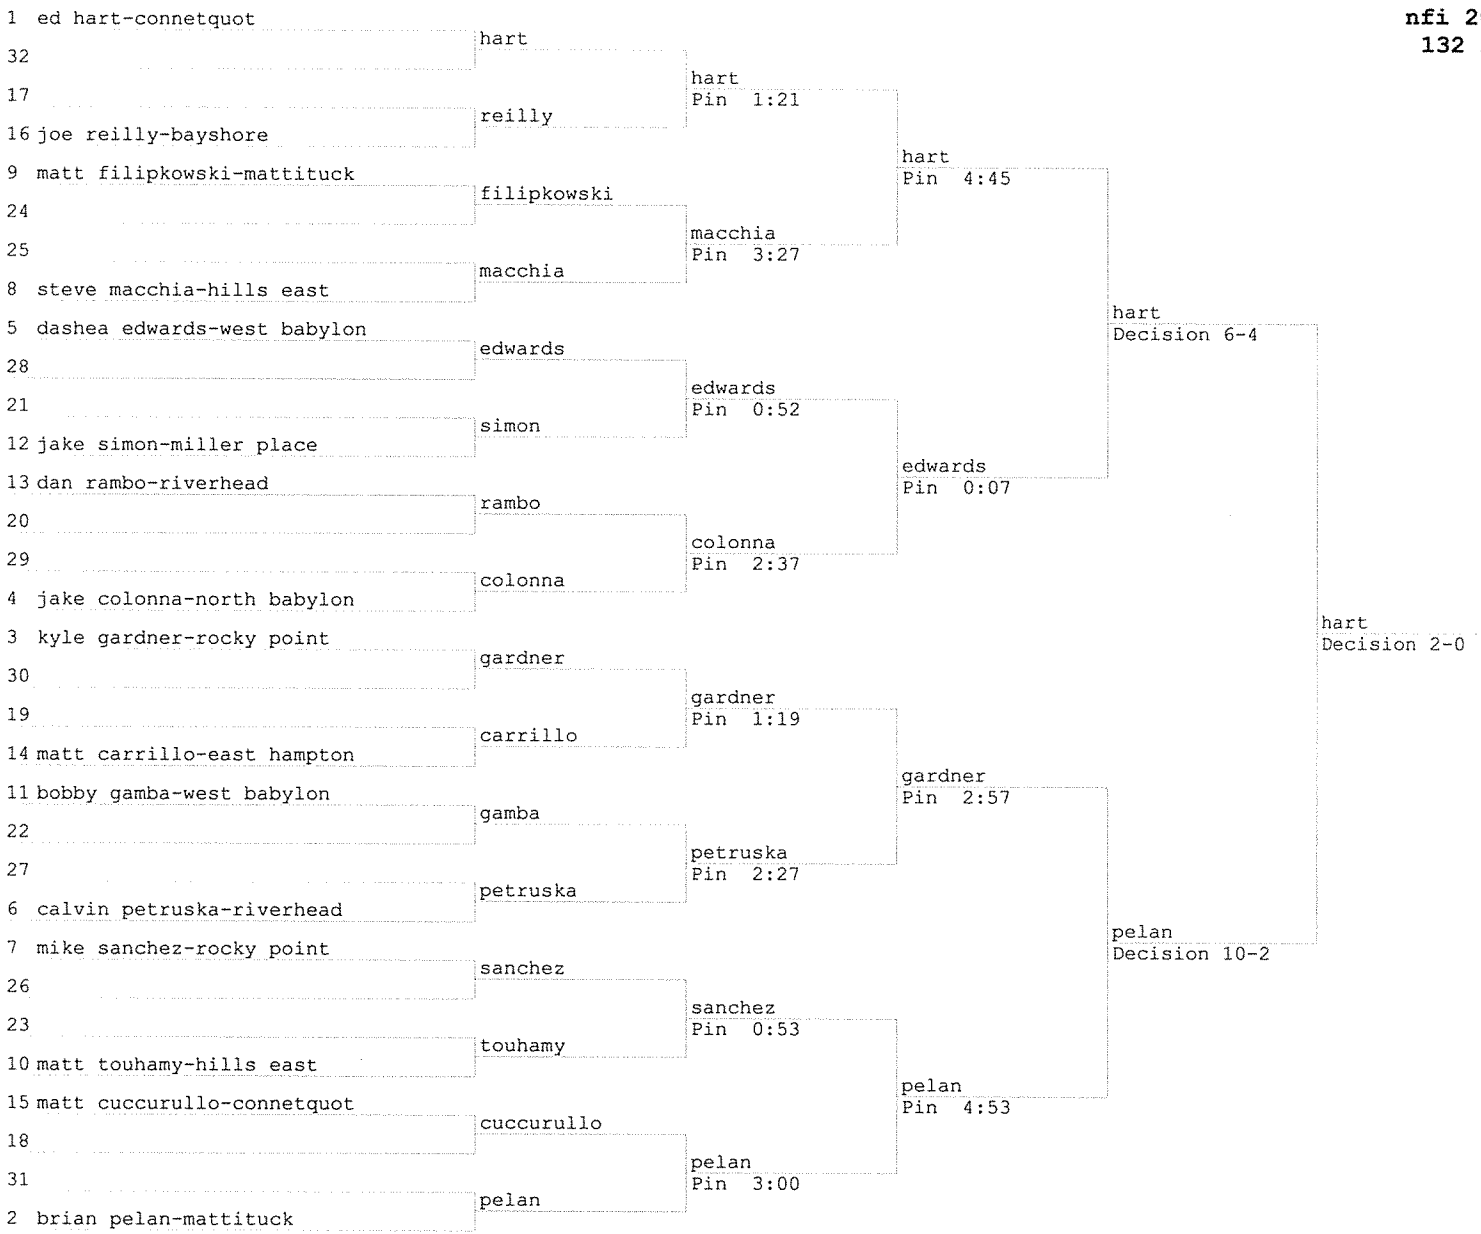 nfi 2
132
1 ed hart-connetquot
32
17
16 joe reilly-bayshore
9 matt filipkowski-mattituck
24
25
8 steve macchia-hills east
5 dashea edwards-west babylon
28
21
12 jake simon-miller place
13 dan rambo-riverhead
20
29
4 jake colonna-north babylon
3 kyle gardner-rocky point
30
19
14 matt carrillo-east hampton
11 bobby gamba-west babylon
22
27
6 calvin petruska-riverhead
7 mike sanchez-rocky point
26
23
10 matt touhamy-hills east
15 matt cuccurullo-connetquot
18
31
2 brian pelan-mattituck
hart
reilly
filipkowski
macchia
edwards
simon
rambo
colonna
gardner
carrillo
gamba
petruska
sanchez
touhamy
cuccurullo
pelan
hart
Pin 1:21
macchia
Pin 3:27
edwards
Pin 0:52
colonna
Pin 2:37
gardner
Pin 1:19
petruska
Pin 2:27
sanchez
Pin 0:53
pelan
Pin 3:00
hart
Pin 4:45
edwards
Pin 0:07
gardner
Pin 2:57
pelan
Pin 4:53
hart
Decision 6-4
pelan
Decision 10-2
hart
Decision 2-0